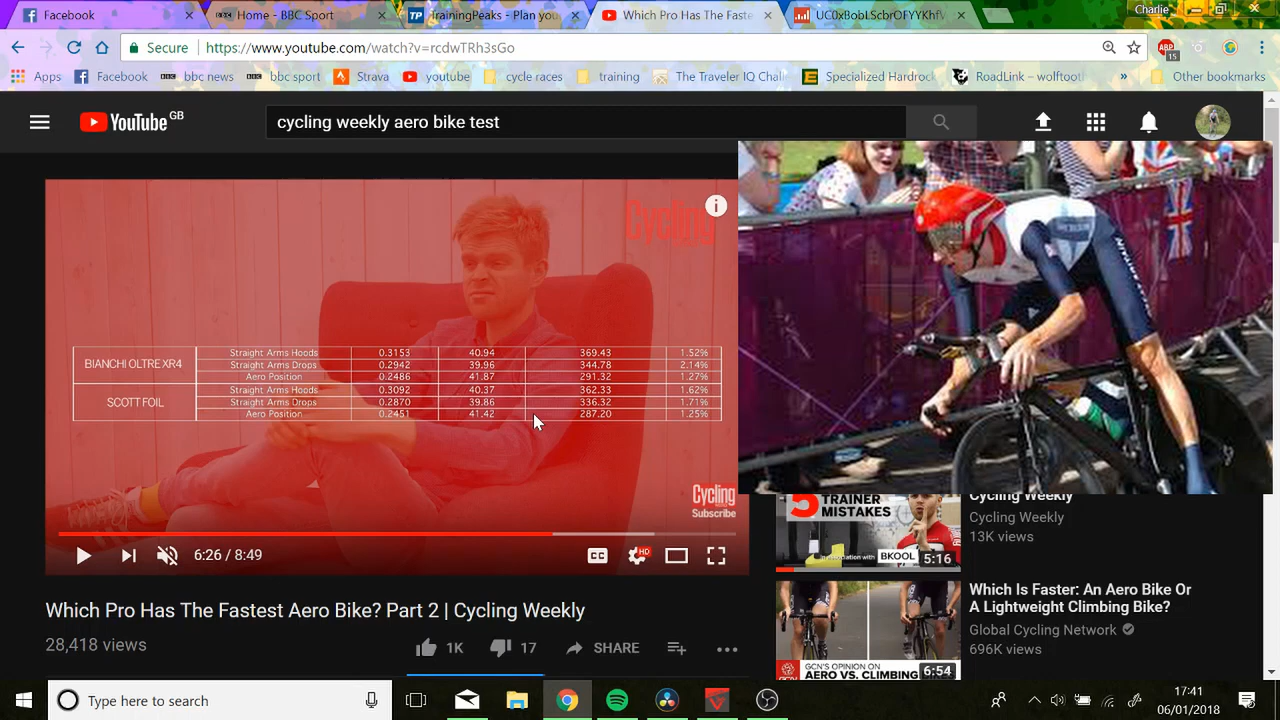 Facebook
Home - BBC Sport
TrainingPeaks - Plan you
Which Pro Has The Faste
UC0xBobLScbrOFYYKhfV
Charlie
Secure
https://www.youtube.com/watch?v=rcdwTRh3sGo
ABP
15
Apps
Facebook
bbc news
bbc sport
Strava
youtube
cycle races
training
The Traveler IQ Chal
Specialized Hardroc
RoadLink – wolftoot
»
Other bookmarks
YouTube GB
cycling weekly aero bike test
Cycling
BIANCHI OLTRE XR4
Straight Arms Hoods 0.3153 40.94 369.43 1.52%
Straight Arms Drops 0.2942 39.96 344.78 2.14%
Aero Position 0.2486 41.87 291.32 1.27%
SCOTT FOIL
Straight Arms Hoods 0.3092 40.37 362.33 1.62%
Straight Arms Drops 0.2870 39.86 336.32 1.71%
Aero Position 0.2451 41.42 287.20 1.25%
Cycling
Subscribe
6:26 / 8:49
CC
HD
Which Pro Has The Fastest Aero Bike? Part 2 | Cycling Weekly
28,418 views
1K
17
SHARE
5 TRAINER
MISTAKES
BKOOL
5:16
Cycling Weekly
Cycling Weekly
13K views
GCN'S OPINION ON
AERO VS. CLIMBING
6:54
Which Is Faster: An Aero Bike Or
A Lightweight Climbing Bike?
Global Cycling Network
696K views
Type here to search
17:41
06/01/2018